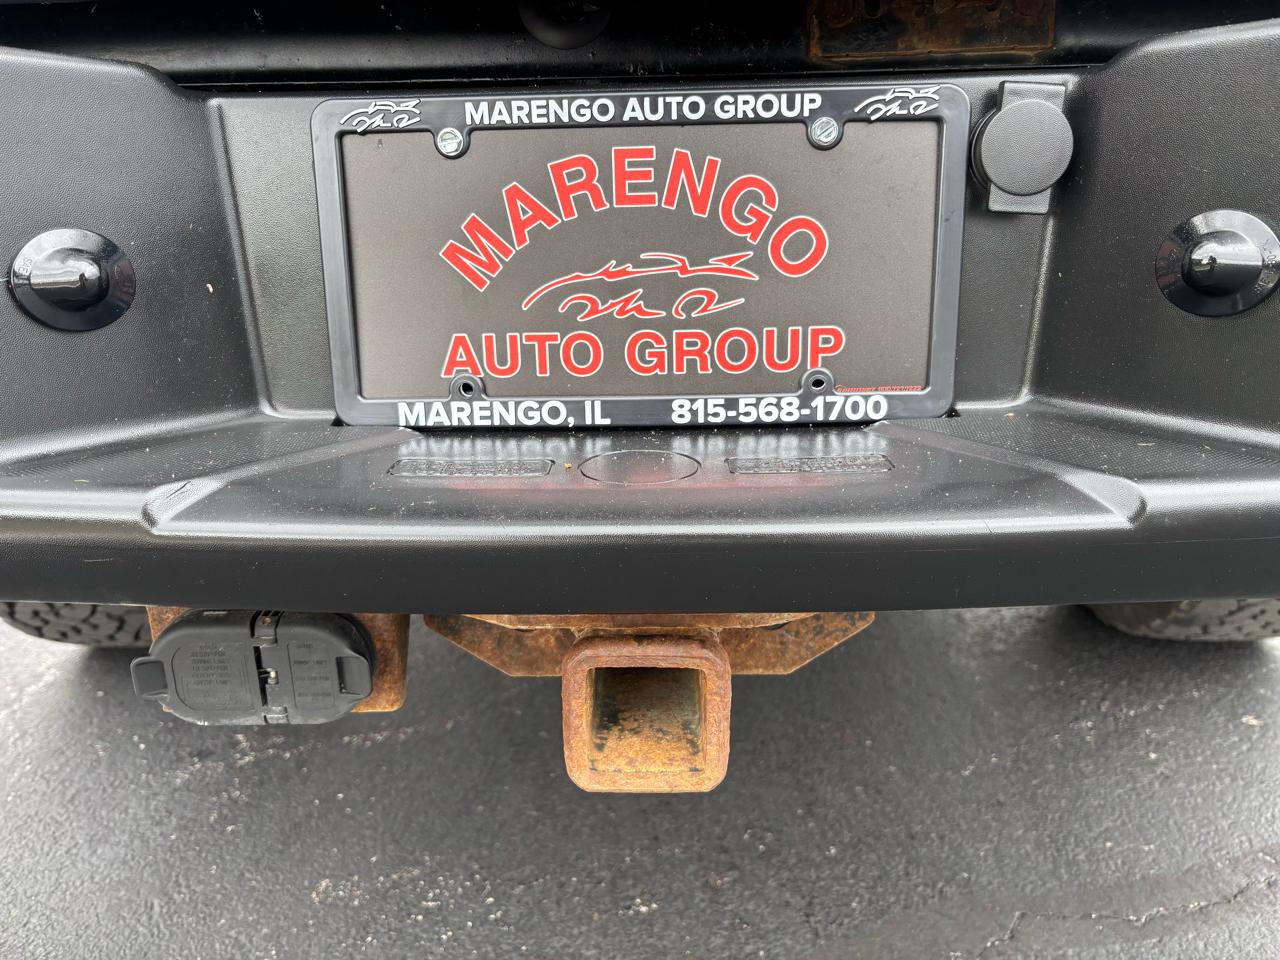 MARENGO AUTO GROUP
MARENGO
AUTO GROUP
MARENGO, IL 815-568-1700